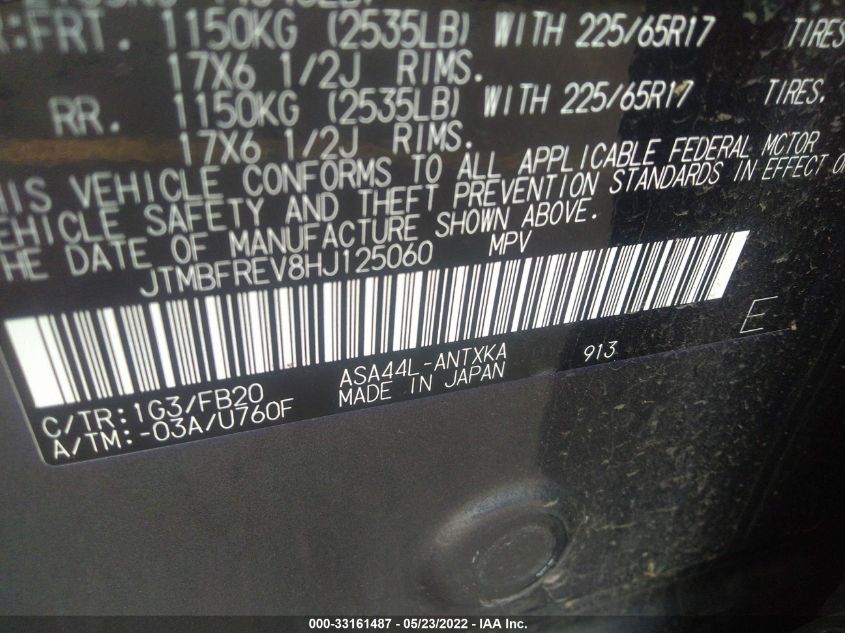 R:FRT. 1150KG (2535LB) WITH 225/65R17 TIRES
17X6 1/2J RIMS.
RR. 1150KG (2535LB) WITH 225/65R17 TIRES.
17X6 1/2J RIMS.
HIS VEHICLE CONFORMS TO ALL APPLICABLE FEDERAL MOTOR
EHICLE SAFETY AND THEFT PREVENTION STANDARDS IN EFFECT O
HE DATE OF MANUFACTURE SHOWN ABOVE.
JTMBFREV8HJ125060 MPV
E
ASA44L-ANTXKA 913
MADE IN JAPAN
C/TR:1G3/FB20
A/TM:-03A/U760F
000-33161487 - 05/23/2022 - IAA Inc.